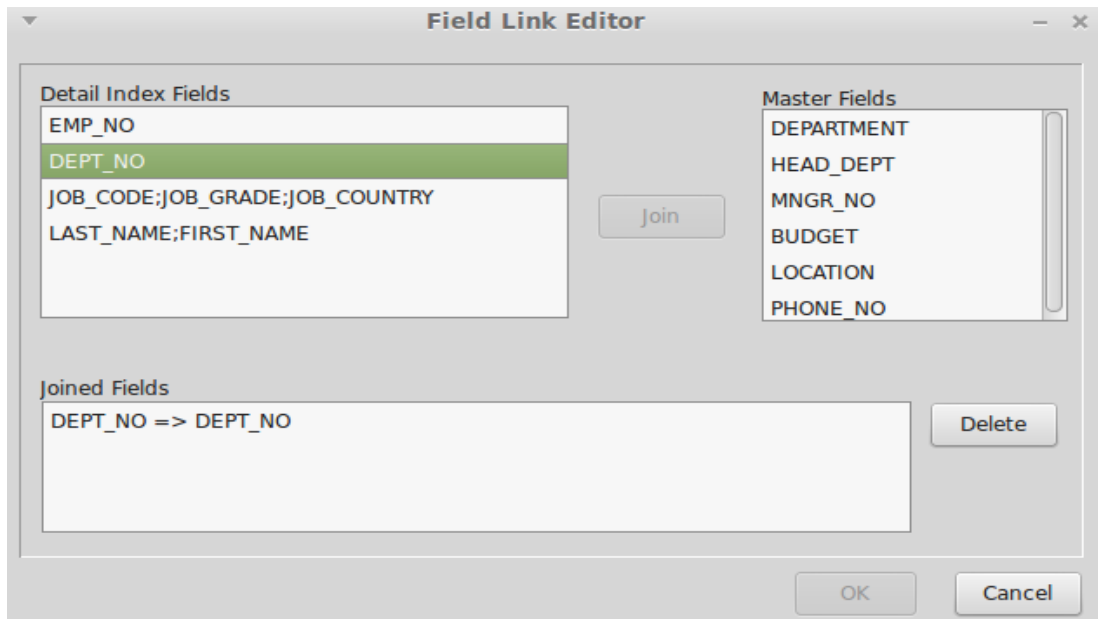 Field Link Editor
Detail Index Fields
EMP_NO
DEPT_NO
JOB_CODE;JOB_GRADE;JOB_COUNTRY
LAST_NAME;FIRST_NAME
Join
Master Fields
DEPARTMENT
HEAD_DEPT
MNGR_NO
BUDGET
LOCATION
PHONE_NO
Joined Fields
DEPT_NO => DEPT_NO
Delete
OK
Cancel